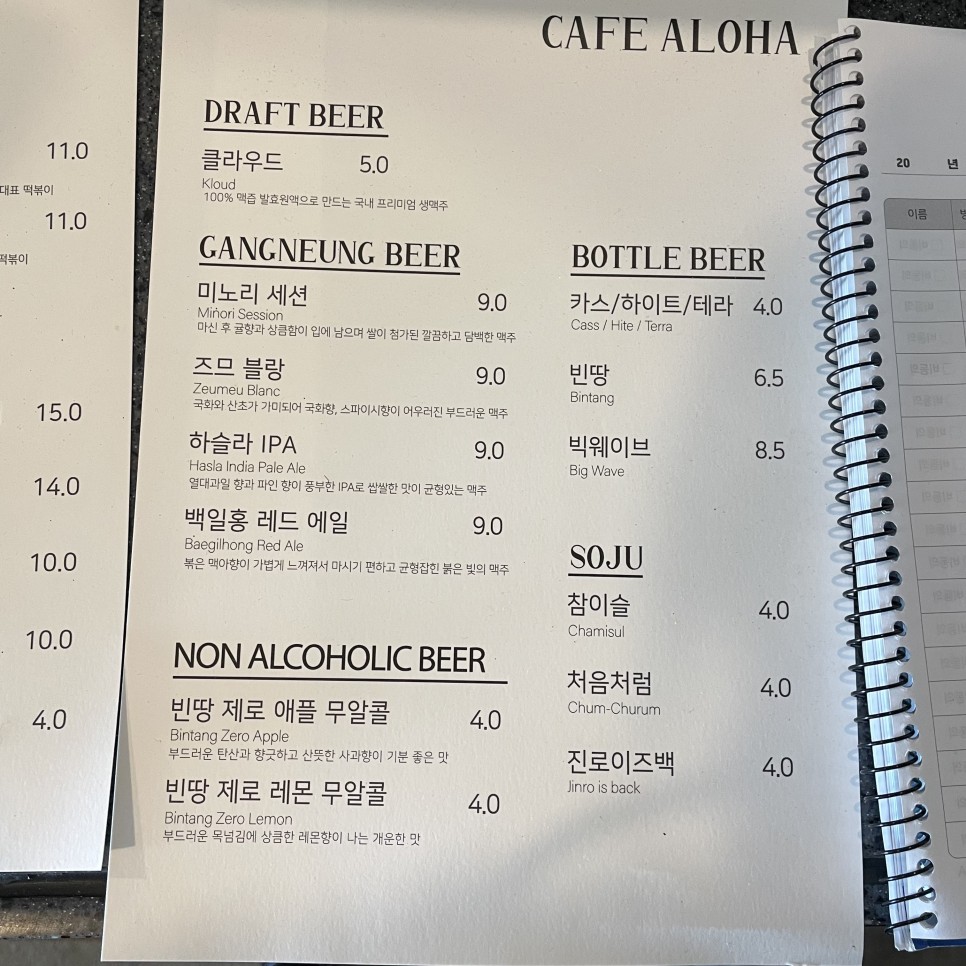 11.0
대표 떡볶이
11.0
떡볶이
15.0
14.0
10.0
10.0
4.0
CAFE ALOHA
DRAFT BEER
클라우드 5.0
Kloud
100% 맥즙 발효원액으로 만드는 국내 프리미엄 생맥주
GANGNEUNG BEER
미노리 세션 9.0
Minori Session
마신 후 귤향과 상큼함이 입에 남으며 쌀이 첨가된 깔끔하고 담백한 맥주
즈므 블랑 9.0
Zeumeu Blanc
국화와 산초가 가미되어 국화향, 스파이시향이 어우러진 부드러운 맥주
하슬라 IPA 9.0
Hasla India Pale Ale
열대과일 향과 파인 향이 풍부한 IPA로 쌉쌀한 맛이 균형있는 맥주
백일홍 레드 에일 9.0
Baegilhong Red Ale
볶은 맥아향이 가볍게 느껴져서 마시기 편하고 균형잡힌 붉은 빛의 맥주
NON ALCOHOLIC BEER
빈땅 제로 애플 무알콜 4.0
Bintang Zero Apple
부드러운 탄산과 향긋하고 산뜻한 사과향이 기분 좋은 맛
빈땅 제로 레몬 무알콜 4.0
Bintang Zero Lemon
부드러운 목넘김에 상큼한 레몬향이 나는 개운한 맛
BOTTLE BEER
카스/하이트/테라 4.0
Cass / Hite / Terra
빈땅 6.5
Bintang
빅웨이브 8.5
Big Wave
SOJU
참이슬 4.0
Chamisul
처음처럼 4.0
Chum-Churum
진로이즈백 4.0
Jinro is back
20 년
이름